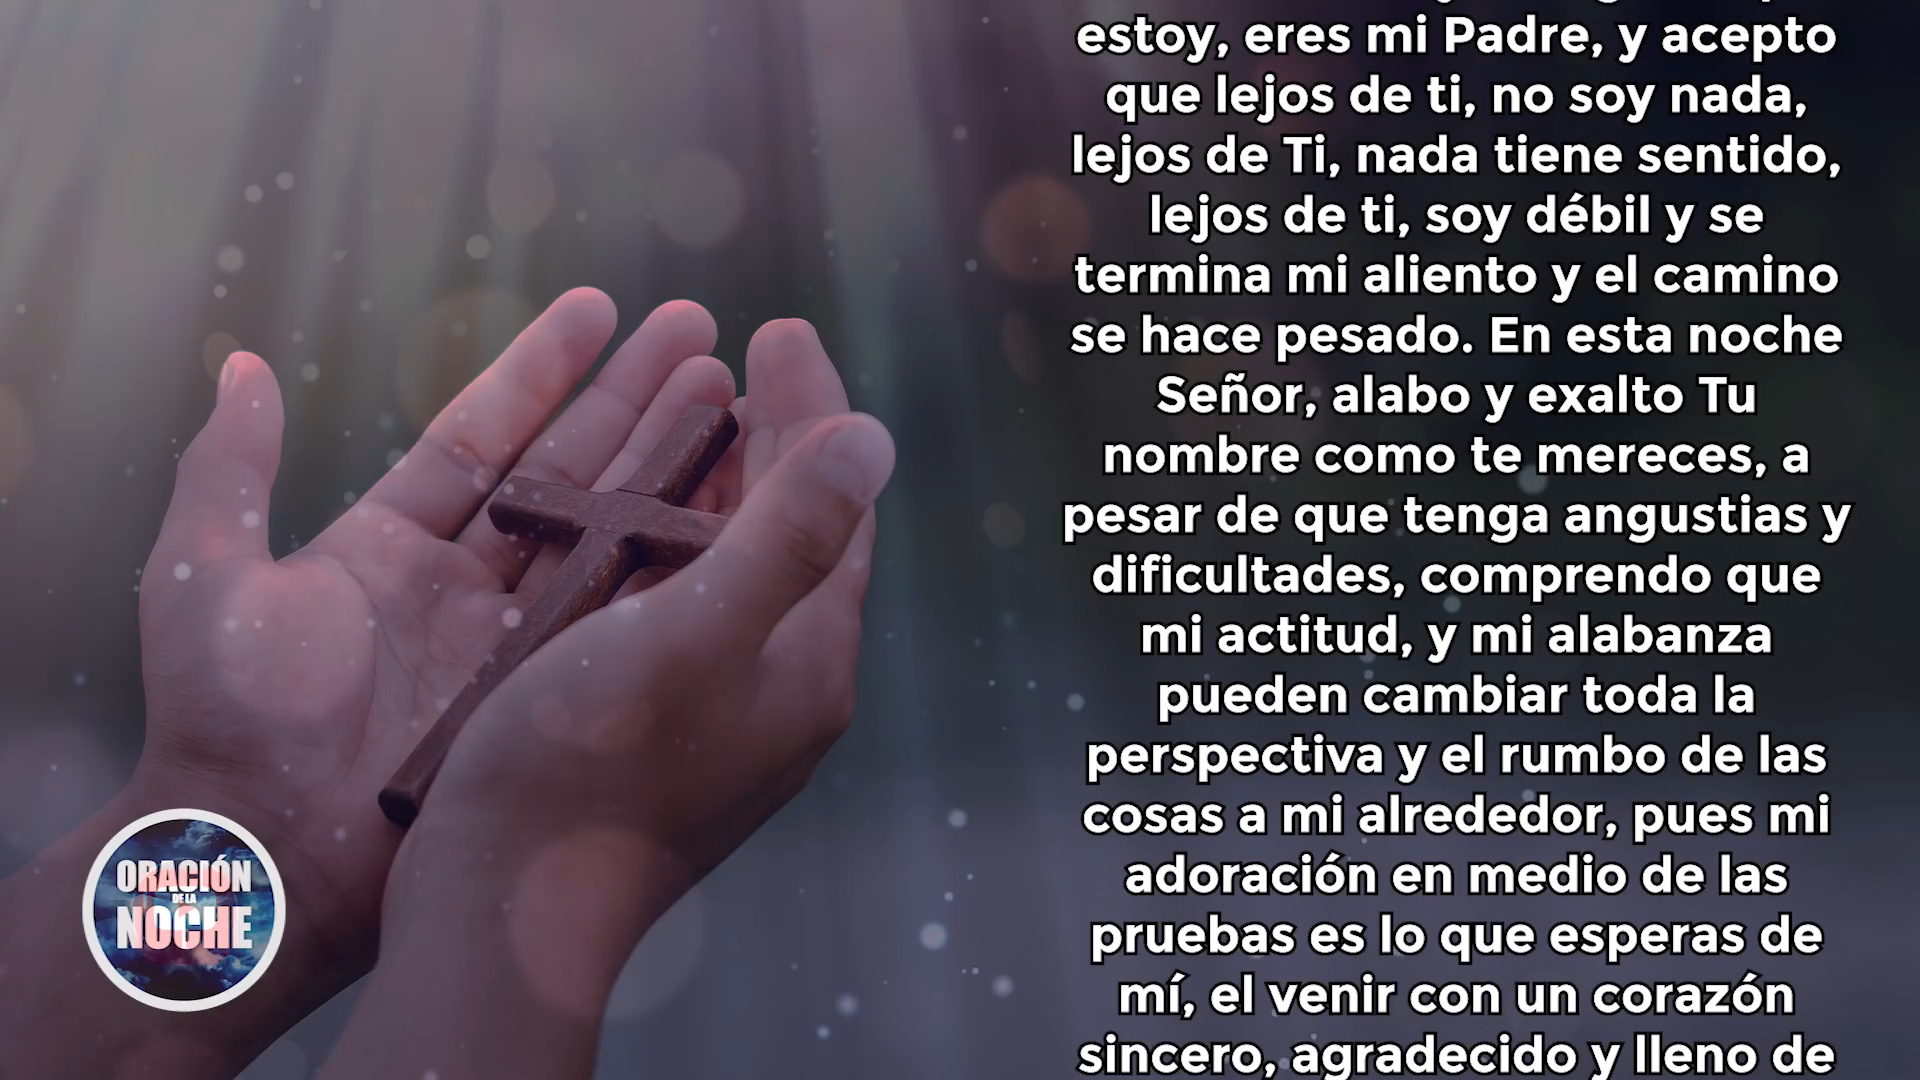 estoy, eres mi Padre, y acepto
que lejos de ti, no soy nada,
lejos de Ti, nada tiene sentido,
lejos de ti, soy débil y se
termina mi aliento y el camino
se hace pesado. En esta noche
Señor, alabo y exalto Tu
nombre como te mereces, a
pesar de que tenga angustias y
dificultades, comprendo que
mi actitud, y mi alabanza
pueden cambiar toda la
perspectiva y el rumbo de las
cosas a mi alrededor, pues mi
adoración en medio de las
pruebas es lo que esperas de
mí, el venir con un corazón
sincero, agradecido y lleno de
ORACIÓN
DE LA
NOCHE